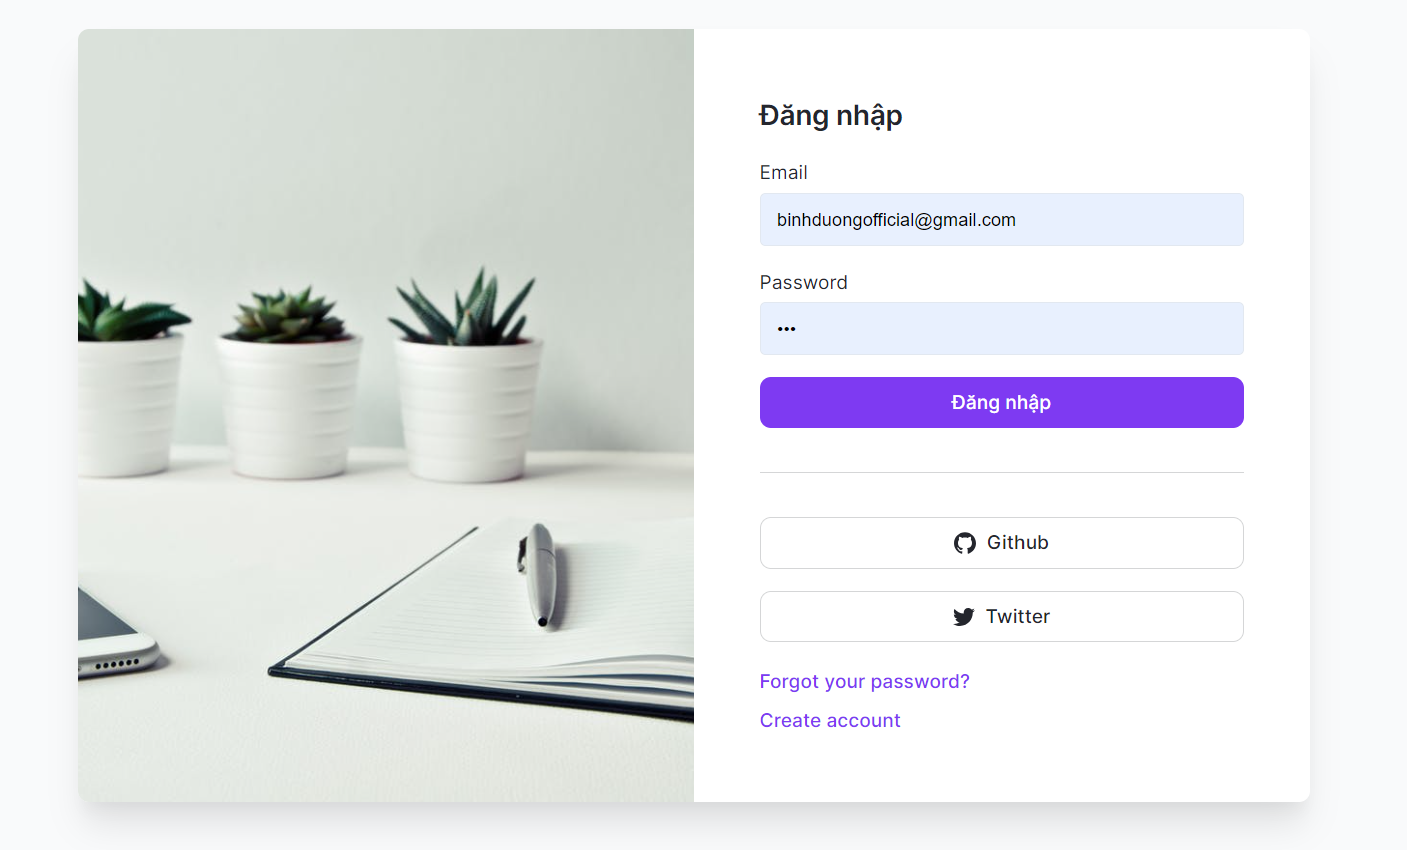 Đăng nhập
Email
binhduongofficial@gmail.com
Password
•••
Đăng nhập
Github
Twitter
Forgot your password?
Create account